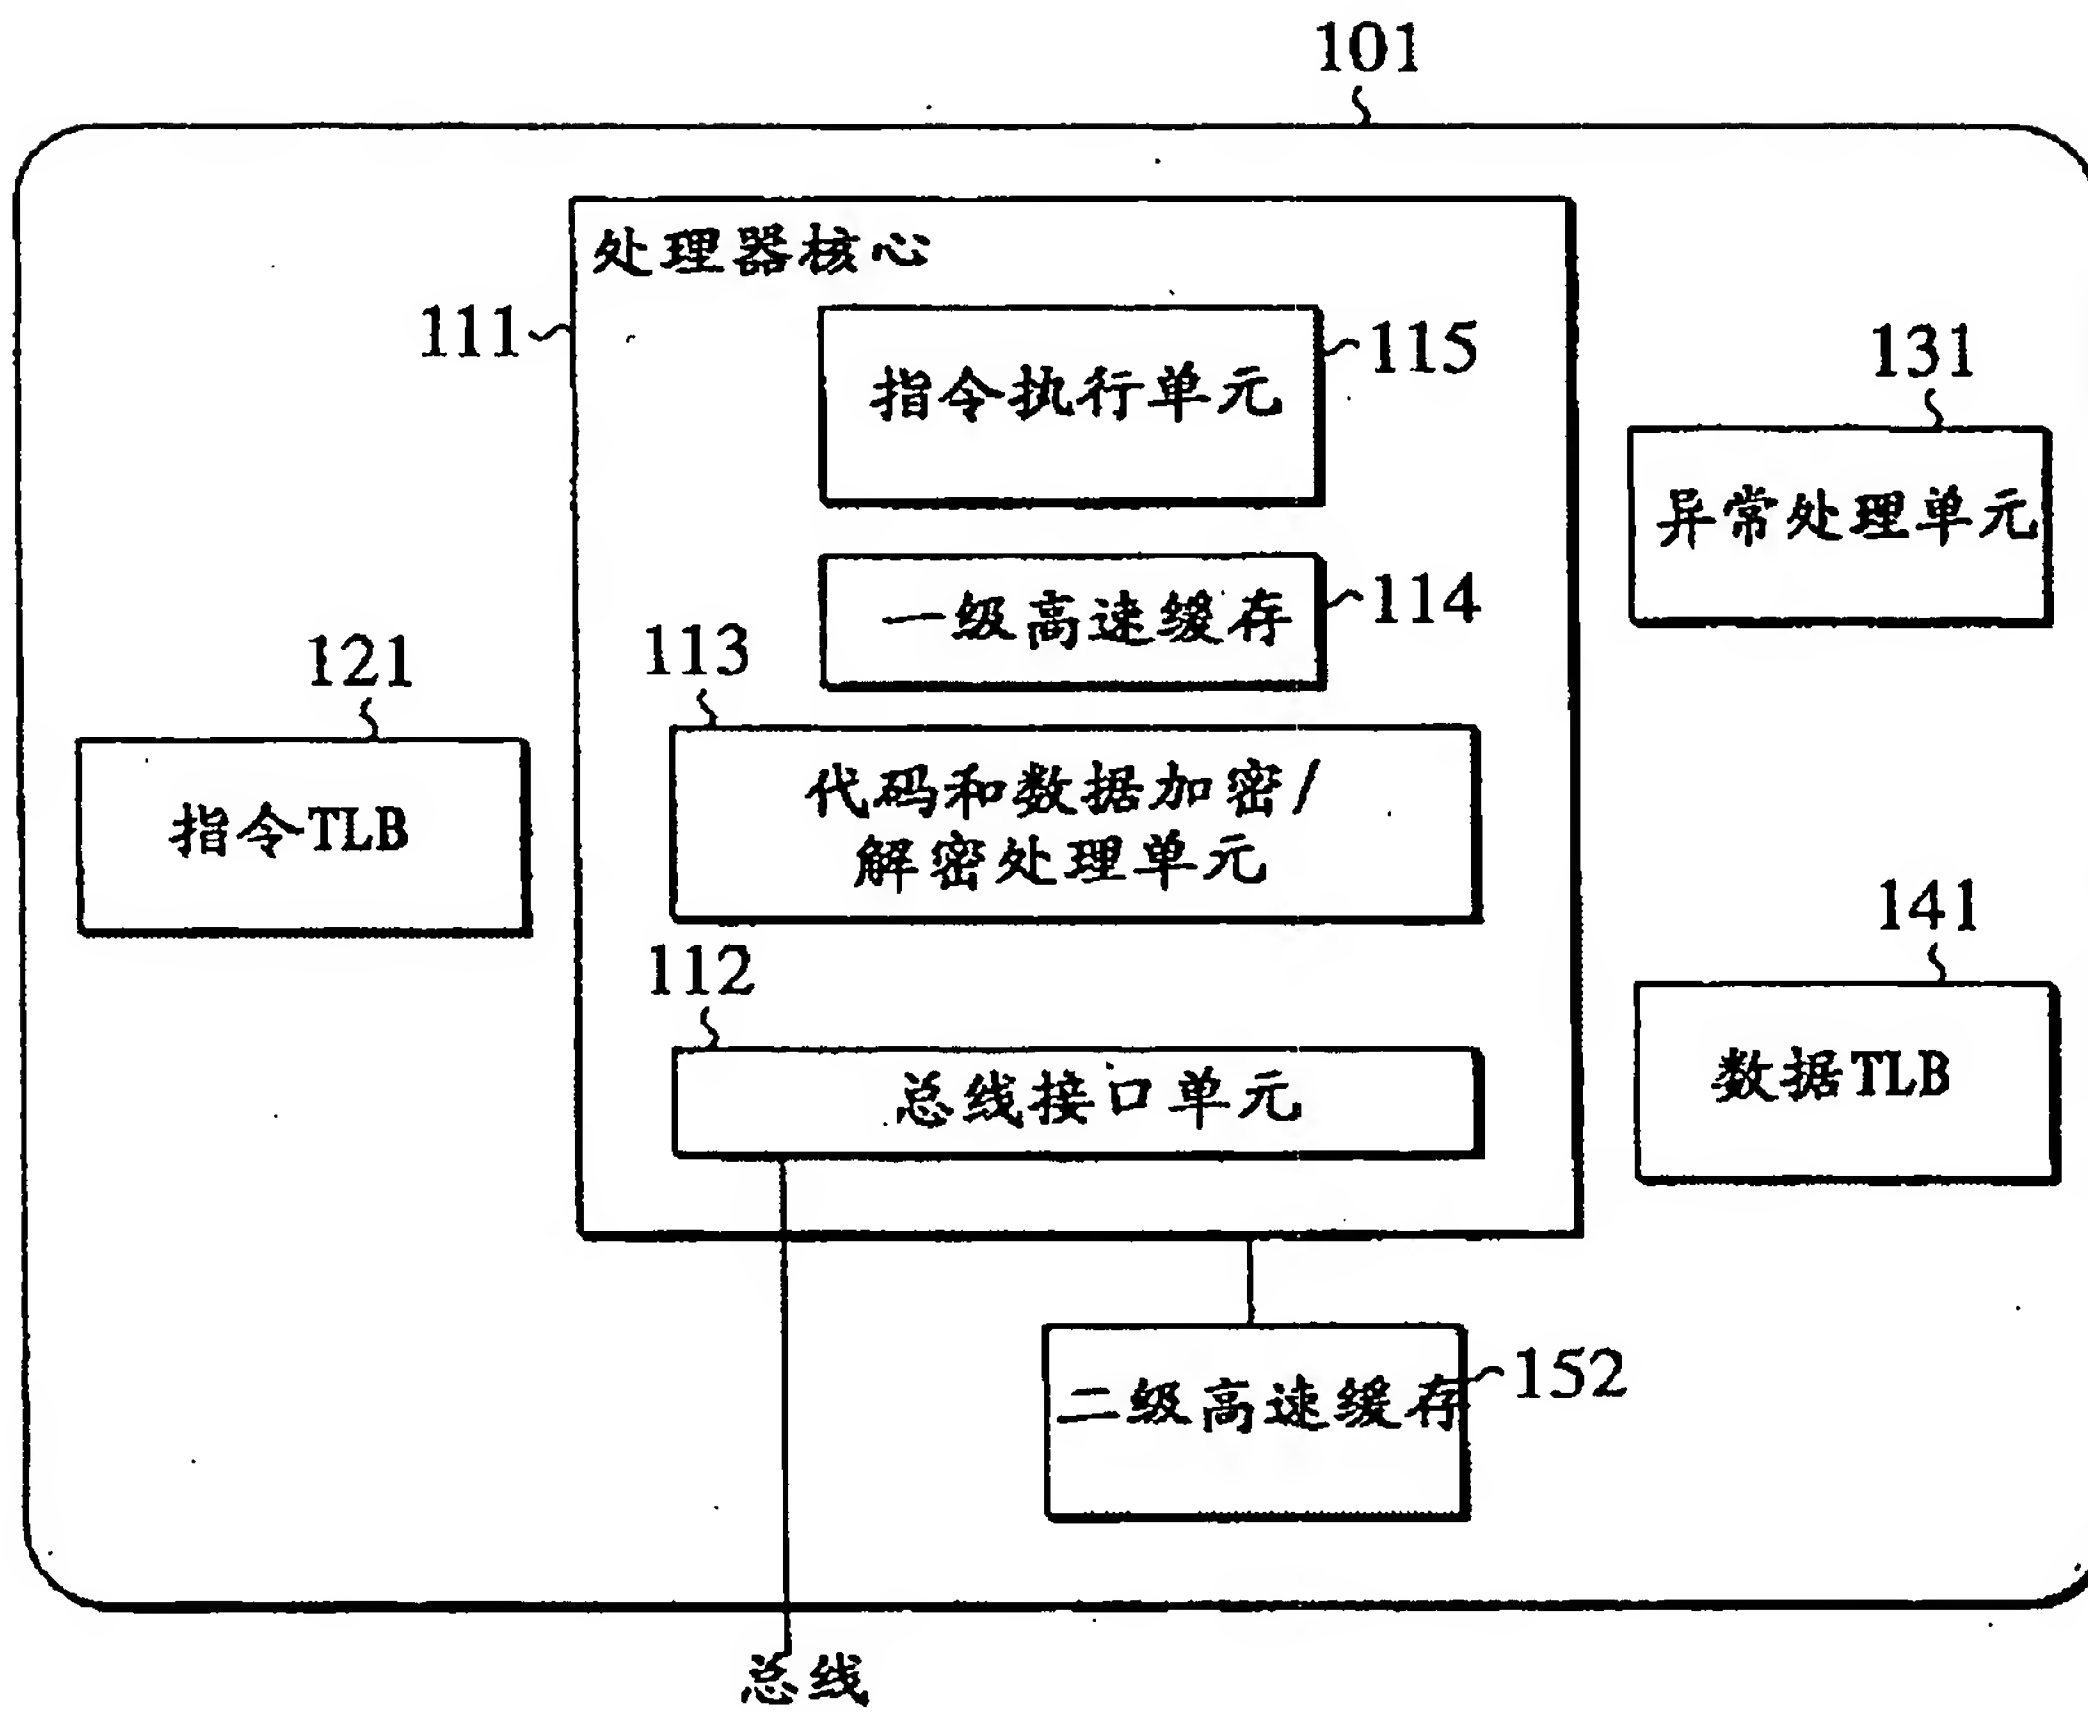 101
处理器核心
111
115
指令执行单元
131
异常处理单元
114
一级高速缓存
113
121
代码和数据加密/
解密处理单元
指令TLB
141
112
数据TLB
总线接口单元
152
二级高速缓存
总线